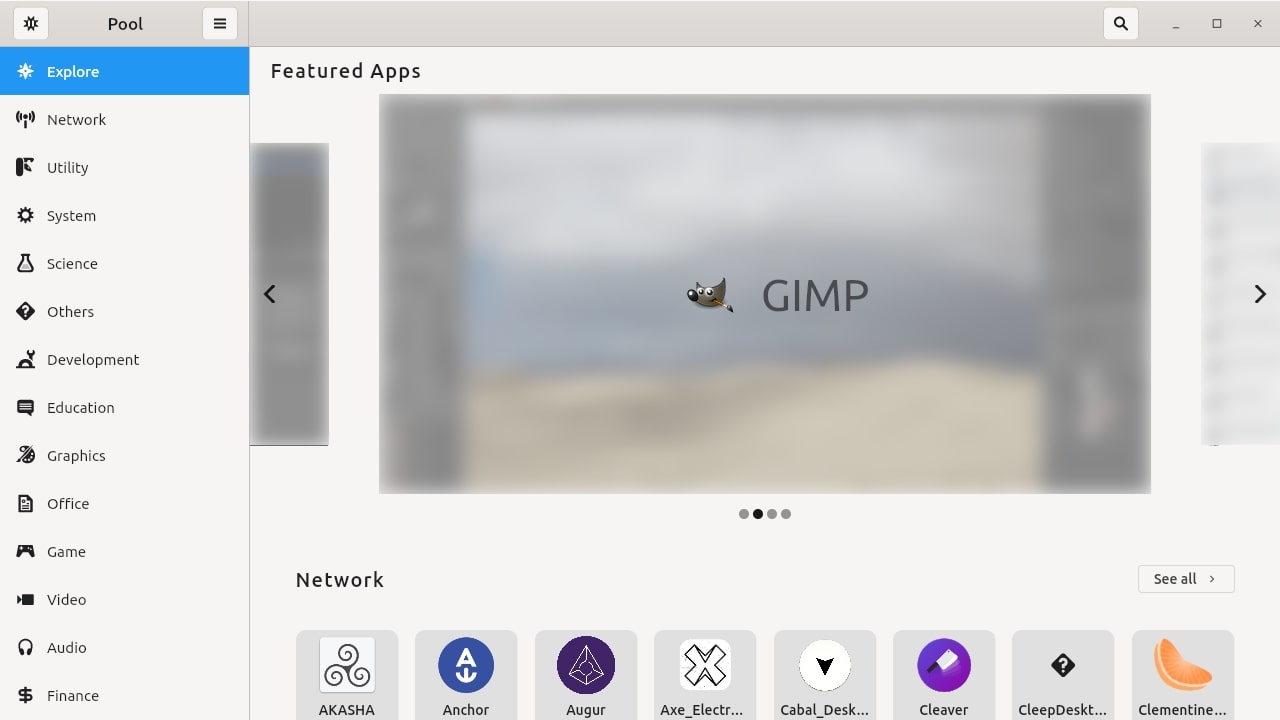 Pool
Explore
Network
Utility
System
Science
Others
Development
Education
Graphics
Office
Game
Video
Audio
Finance
Featured Apps
GIMP
Network
See all
AKASHA
Anchor
Augur
Axe_Electr...
Cabal_Desk...
Cleaver
CleepDeskt...
Clementine...